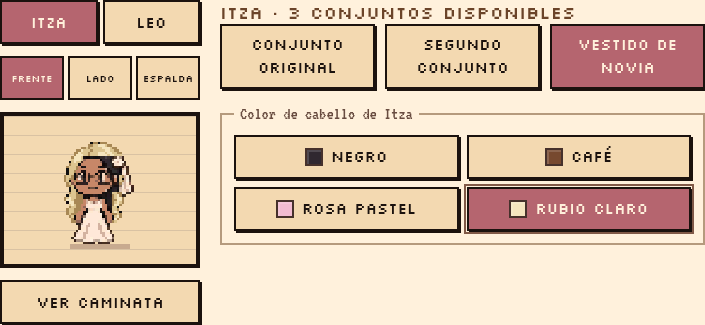 ITZA
LEO
FRENTE
LADO
ESPALDA
VER CAMINATA
ITZA · 3 CONJUNTOS DISPONIBLES
CONJUNTO
ORIGINAL
SEGUNDO
CONJUNTO
VESTIDO DE
NOVIA
Color de cabello de Itza
NEGRO
CAFÉ
ROSA PASTEL
RUBIO CLARO